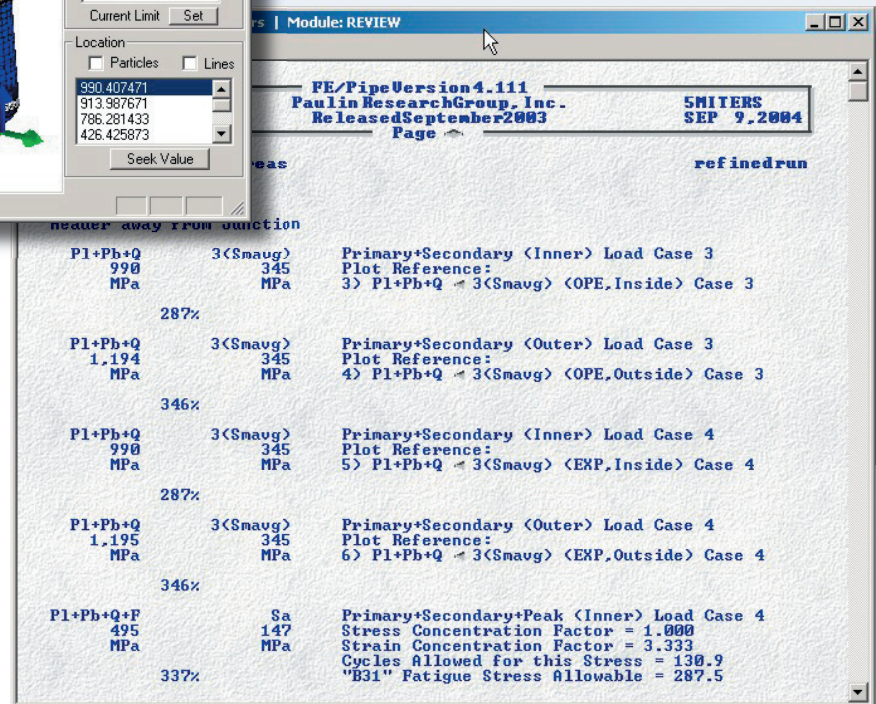 Current Limit Set
Location
Particles Lines
990.407471
913.987671
786.281433
426.425873
Seek Value
rs | Module: REVIEW
FE/PipeVersion4.111
PaulinResearchGroup, Inc. 5MITERS
ReleasedSeptember2003 SEP 9,2004
Page
eas refinedrun
Header away from Junction
Pl+Pb+Q 3(Smavg) Primary+Secondary (Inner) Load Case 3
990 345 Plot Reference:
MPa MPa 3) Pl+Pb+Q < 3(Smavg) (OPE,Inside) Case 3
287%
Pl+Pb+Q 3(Smavg) Primary+Secondary (Outer) Load Case 3
1,194 345 Plot Reference:
MPa MPa 4) Pl+Pb+Q < 3(Smavg) (OPE,Outside) Case 3
346%
Pl+Pb+Q 3(Smavg) Primary+Secondary (Inner) Load Case 4
990 345 Plot Reference:
MPa MPa 5) Pl+Pb+Q < 3(Smavg) (EXP,Inside) Case 4
287%
Pl+Pb+Q 3(Smavg) Primary+Secondary (Outer) Load Case 4
1,195 345 Plot Reference:
MPa MPa 6) Pl+Pb+Q < 3(Smavg) (EXP,Outside) Case 4
346%
Pl+Pb+Q+F Sa Primary+Secondary+Peak (Inner) Load Case 4
495 147 Stress Concentration Factor = 1.000
MPa MPa Strain Concentration Factor = 3.333
Cycles Allowed for this Stress = 130.9
337% "B31" Fatigue Stress Allowable = 287.5